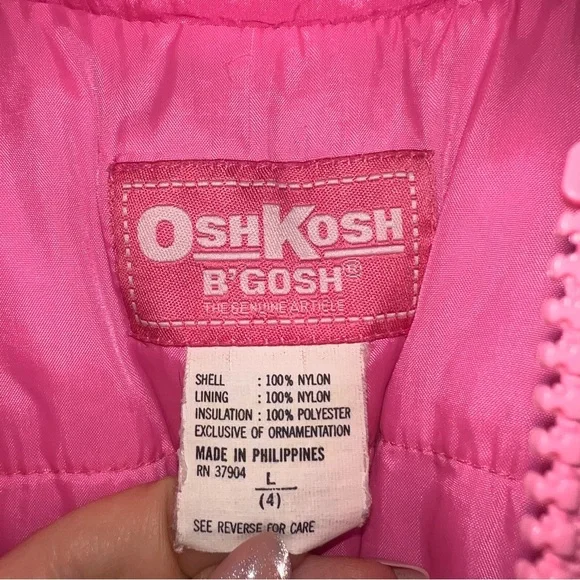 OSHKOSH
B'GOSH®
THE GENUINE ARTICLE
SHELL : 100% NYLON
LINING : 100% NYLON
INSULATION : 100% POLYESTER
EXCLUSIVE OF ORNAMENTATION
MADE IN PHILIPPINES
RN 37904
L
(4)
SEE REVERSE FOR CARE